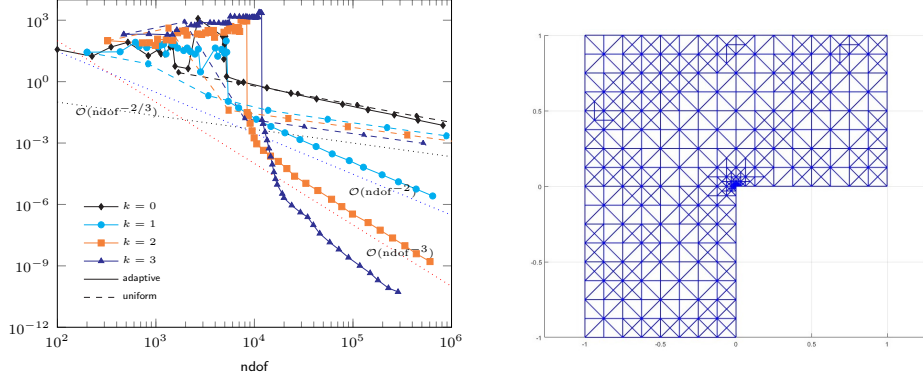 10^3
10^0
10^-3
10^-6
10^-9
10^-12
10^2
10^3
10^4
10^5
10^6
ndof
O(ndof^-2/3)
O(ndof^-2)
O(ndof^-3)
k = 0
k = 1
k = 2
k = 3
adaptive
uniform
1
0.5
0
-0.5
-1
-1
-0.5
0
0.5
1